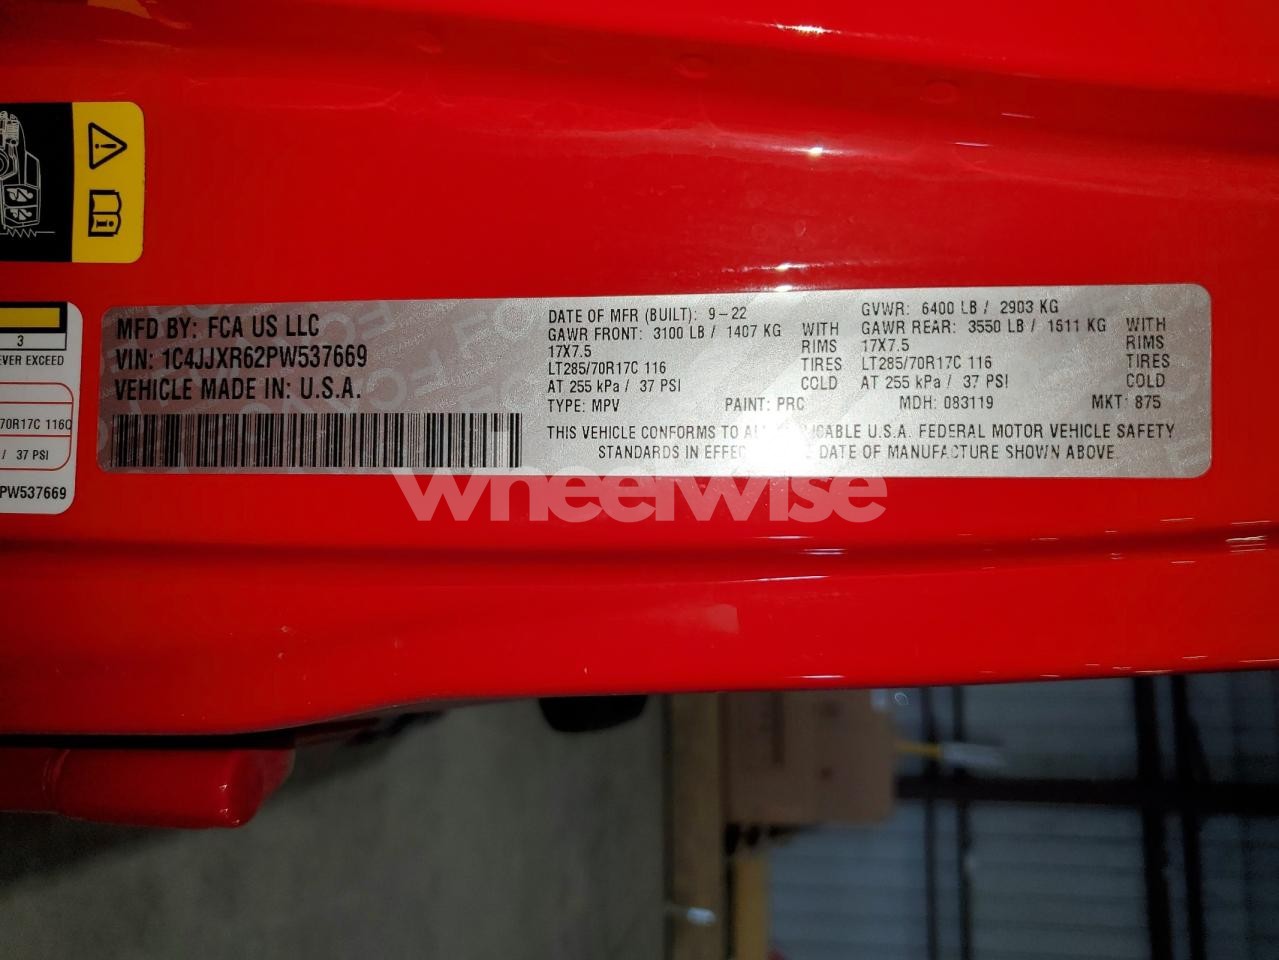 3
EVER EXCEED
70R17C 116Q
/ 37 PSI
PW537669
MFD BY: FCA US LLC
VIN: 1C4JJXR62PW537669
VEHICLE MADE IN: U.S.A.
DATE OF MFR (BUILT): 9-22 GVWR: 6400 LB / 2903 KG
GAWR FRONT: 3100 LB / 1407 KG WITH GAWR REAR: 3550 LB / 1611 KG WITH
17X7.5 RIMS 17X7.5 RIMS
LT285/70R17C 116 TIRES LT285/70R17C 116 TIRES
AT 255 kPa / 37 PSI COLD AT 255 kPa / 37 PSI COLD
TYPE: MPV PAINT: PRC MDH: 083119 MKT: 875
THIS VEHICLE CONFORMS TO ICABLE U.S.A. FEDERAL MOTOR VEHICLE SAFETY
STANDARDS IN EFFEC DATE OF MANUFACTURE SHOWN ABOVE
wheelwise